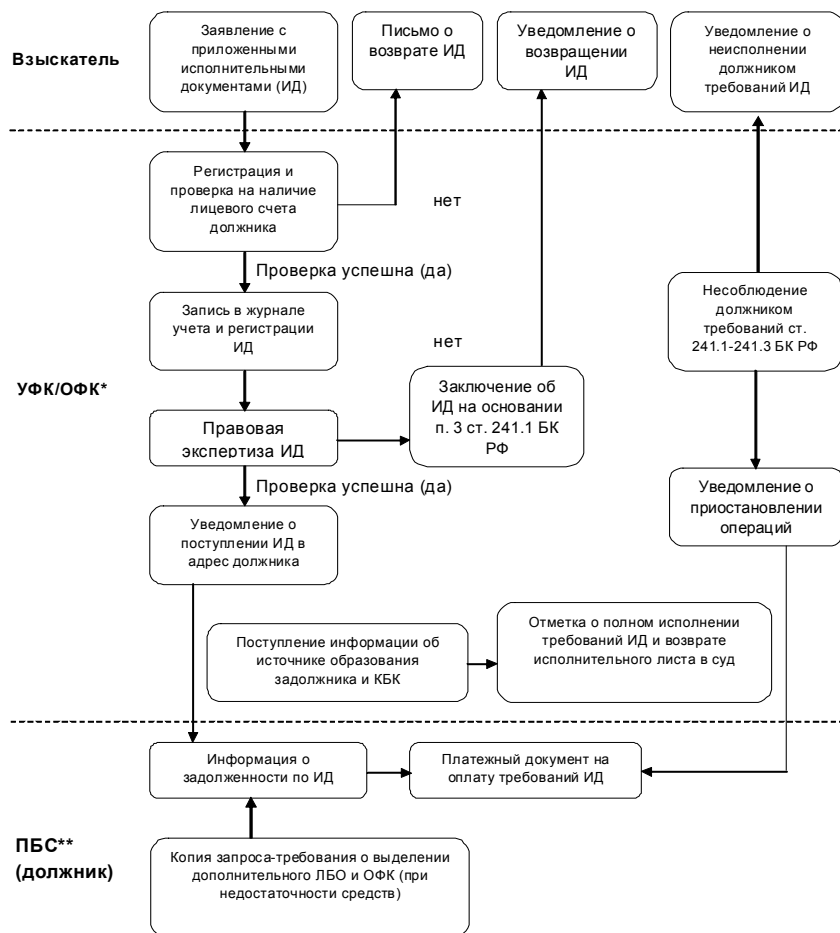 Взыскатель
Заявление с
приложенными
исполнительными
документами (ИД)
Письмо о
возврате ИД
Уведомление о
возвращении
ИД
Уведомление о
неисполнении
должником
требований ИД
УФК/ОФК*
Регистрация и
проверка на наличие
лицевого счета
должника
нет
Проверка успешна (да)
Запись в журнале
учета и регистрации
ИД
нет
Несоблюдение
должником
требований ст.
241.1-241.3 БК РФ
Правовая
экспертиза ИД
Заключение об
ИД на основании
п. 3 ст. 241.1 БК
РФ
Проверка успешна (да)
Уведомление о
приостановлении
операций
Уведомление о
поступлении ИД в
адрес должника
Поступление информации об
источнике образования
задолжника и КБК
Отметка о полном исполнении
требований ИД и возврате
исполнительного листа в суд
ПБС**
(должник)
Информация о
задолженности по ИД
Платежный документ на
оплату требований ИД
Копия запроса-требования о выделении
дополнительного ЛБО и ОФК (при
недостаточности средств)